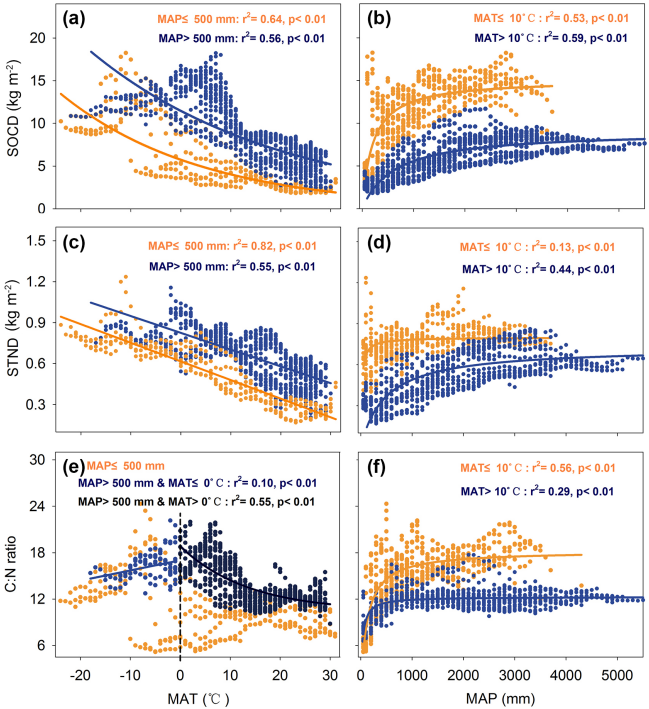 (a)
MAP≤ 500 mm: r²= 0.64, p< 0.01
MAP> 500 mm: r²= 0.56, p< 0.01
20
15
10
5
0
SOCD (kg m⁻²)
(b)
MAT≤ 10℃ : r²= 0.53, p< 0.01
MAT> 10℃ : r²= 0.59, p< 0.01
(c)
MAP≤ 500 mm: r²= 0.82, p< 0.01
MAP> 500 mm: r²= 0.55, p< 0.01
1.5
1.2
0.9
0.6
0.3
STND (kg m⁻²)
(d)
MAT≤ 10℃ : r²= 0.13, p< 0.01
MAT> 10℃ : r²= 0.44, p< 0.01
(e)
MAP≤ 500 mm
MAP> 500 mm & MAT≤ 0℃ : r²= 0.10, p< 0.01
MAP> 500 mm & MAT> 0℃ : r²= 0.55, p< 0.01
30
24
18
12
6
C:N ratio
-20 -10 0 10 20 30
MAT (℃)
(f)
MAT≤ 10℃ : r²= 0.56, p< 0.01
MAT> 10℃ : r²= 0.29, p< 0.01
0 1000 2000 3000 4000 5000
MAP (mm)